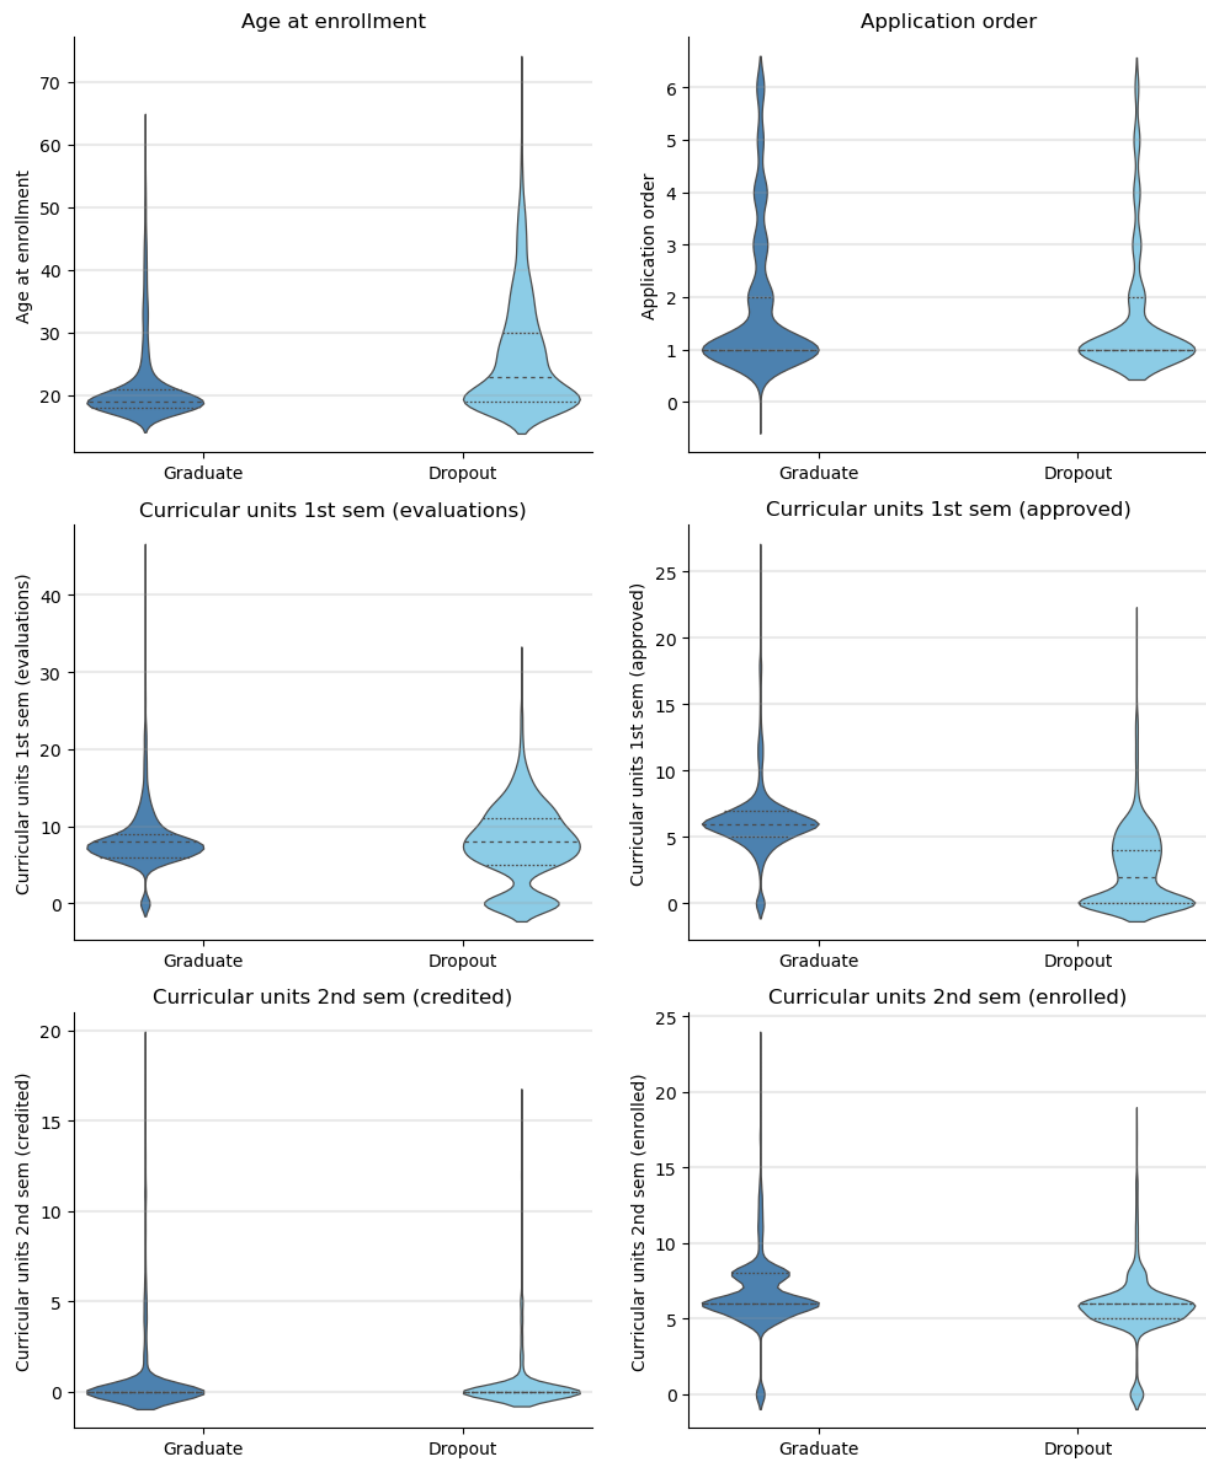 Age at enrollment
Application order
Age at enrollment
70
60
50
40
30
20
Graduate
Dropout
Application order
6
5
4
3
2
1
0
Graduate
Dropout
Curricular units 1st sem (evaluations)
Curricular units 1st sem (approved)
Curricular units 1st sem (evaluations)
40
30
20
10
0
Graduate
Dropout
Curricular units 1st sem (approved)
25
20
15
10
5
0
Graduate
Dropout
Curricular units 2nd sem (credited)
Curricular units 2nd sem (enrolled)
Curricular units 2nd sem (credited)
20
15
10
5
0
Graduate
Dropout
Curricular units 2nd sem (enrolled)
25
20
15
10
5
0
Graduate
Dropout